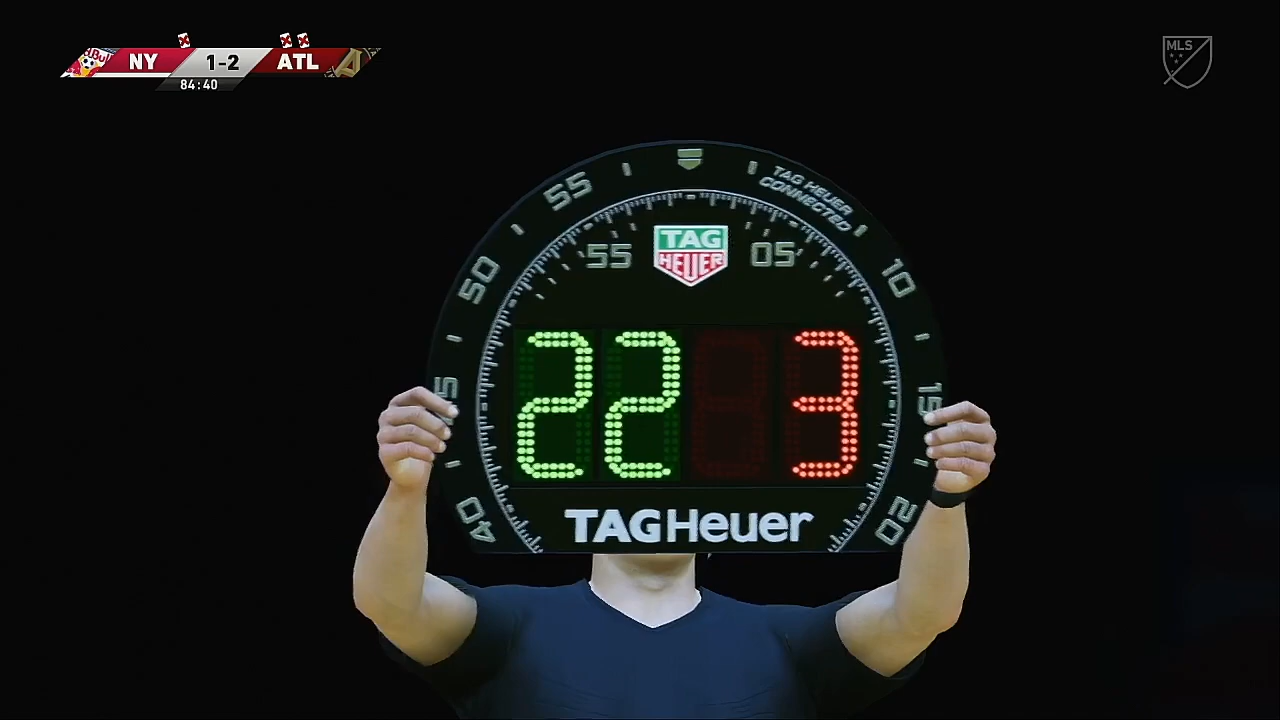 NY 1-2 ATL
84:40
MLS
TAG HEUER
CONNECTED
55
50
10
15
40
20
55
05
TAG
HEUER
22 3
TAGHeuer